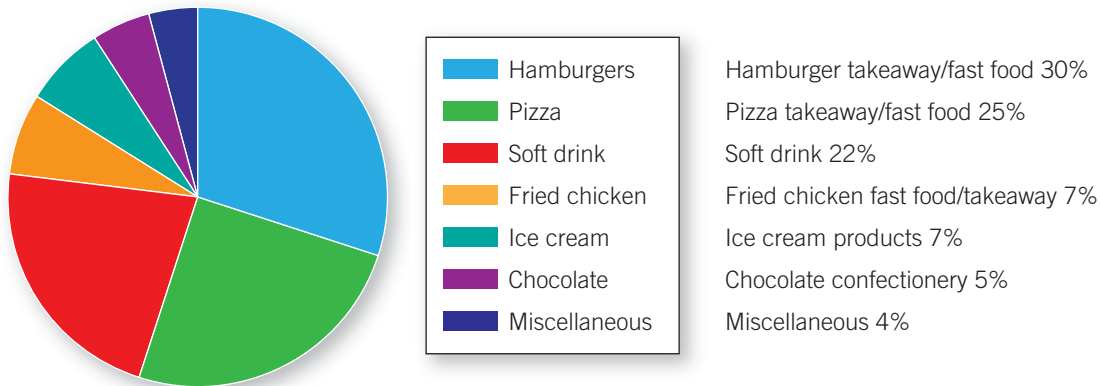 Hamburgers
Pizza
Soft drink
Fried chicken
Ice cream
Chocolate
Miscellaneous
Hamburger takeaway/fast food 30%
Pizza takeaway/fast food 25%
Soft drink 22%
Fried chicken fast food/takeaway 7%
Ice cream products 7%
Chocolate confectionery 5%
Miscellaneous 4%